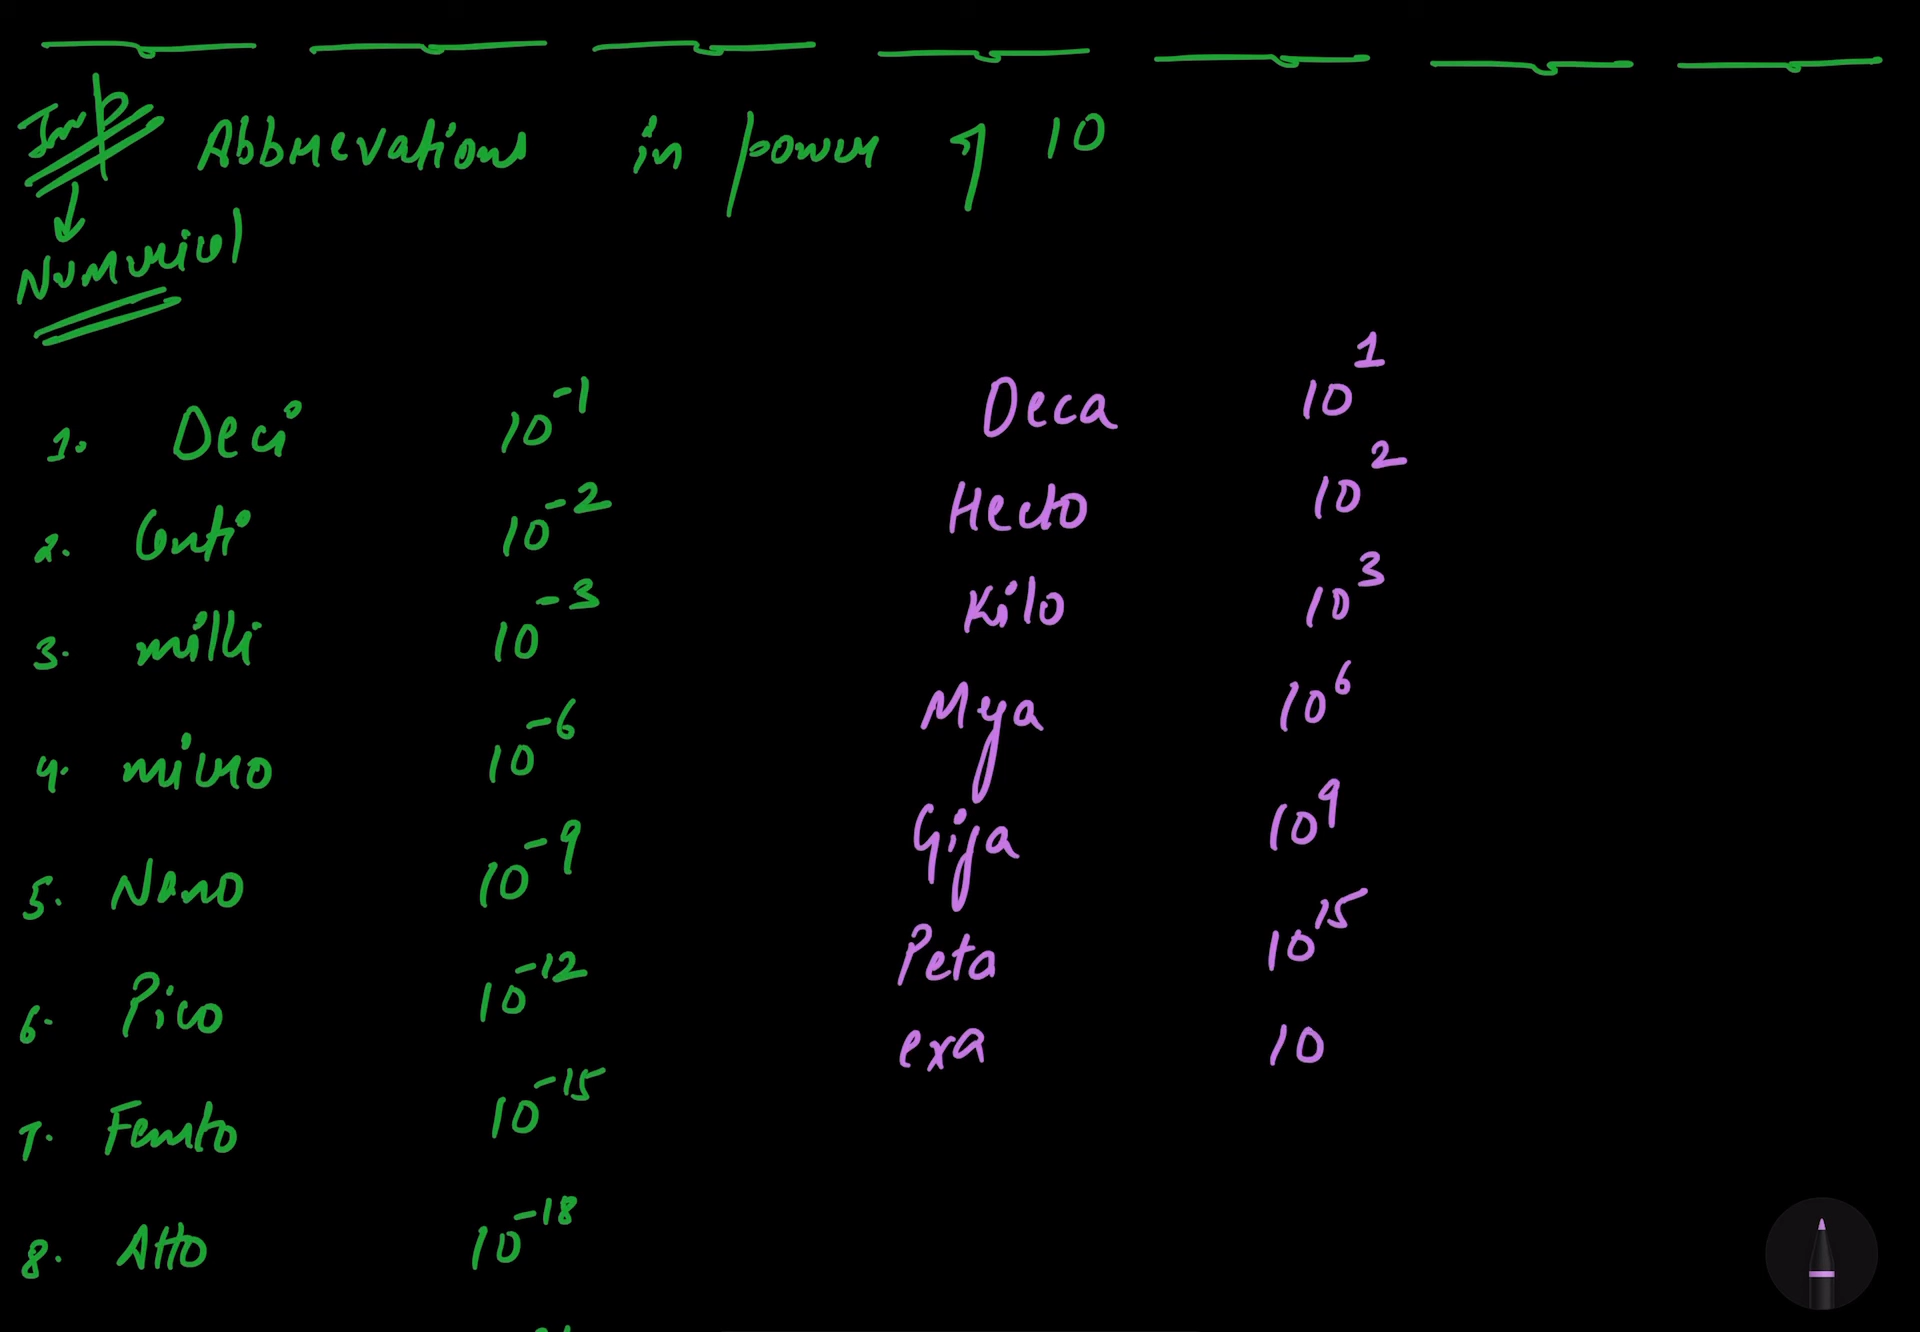 Imp Abbrevations in power of 10
Numerical
1. Deci 10^-1 Deca 10^1
2. Centi 10^-2 Hecto 10^2
3. milli 10^-3 Kilo 10^3
4. micro 10^-6 Mega 10^6
5. Nano 10^-9 Giga 10^9
6. Pico 10^-12 Peta 10^15
7. Femto 10^-15 exa 10
8. Atto 10^-18